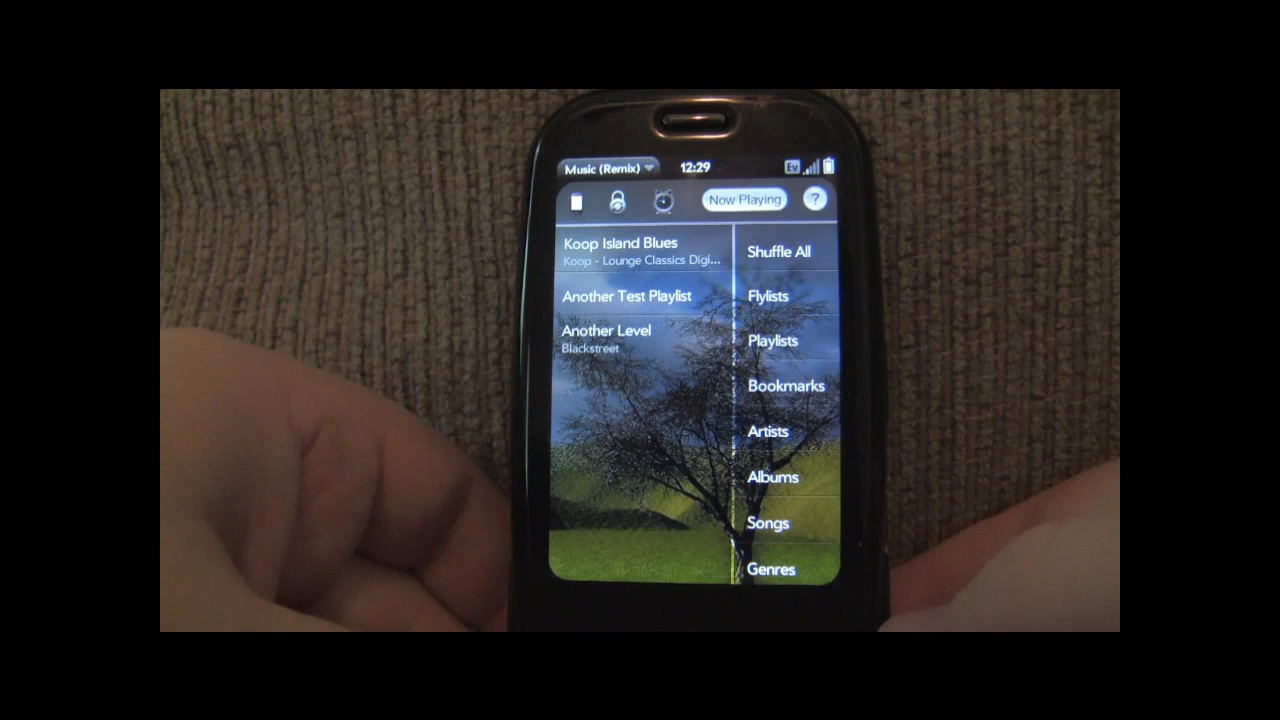 Music (Remix) 12:29 Ev
Now Playing ?
Koop Island Blues
Koop - Lounge Classics Digi...
Another Test Playlist
Another Level
Blackstreet
Shuffle All
Flylists
Playlists
Bookmarks
Artists
Albums
Songs
Genres